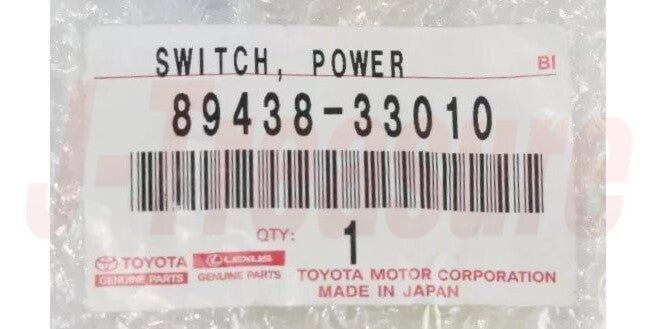 SWITCH, POWER BI
89438-33010
QTY: 1
TOYOTA LEXUS
GENUINE PARTS GENUINE PARTS
TOYOTA MOTOR CORPORATION
MADE IN JAPAN
J-Treasure